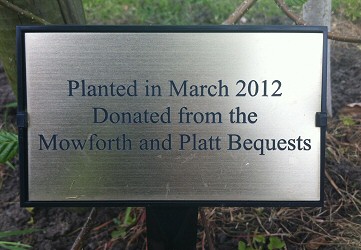 Planted in March 2012
Donated from the
Mowforth and Platt Bequests